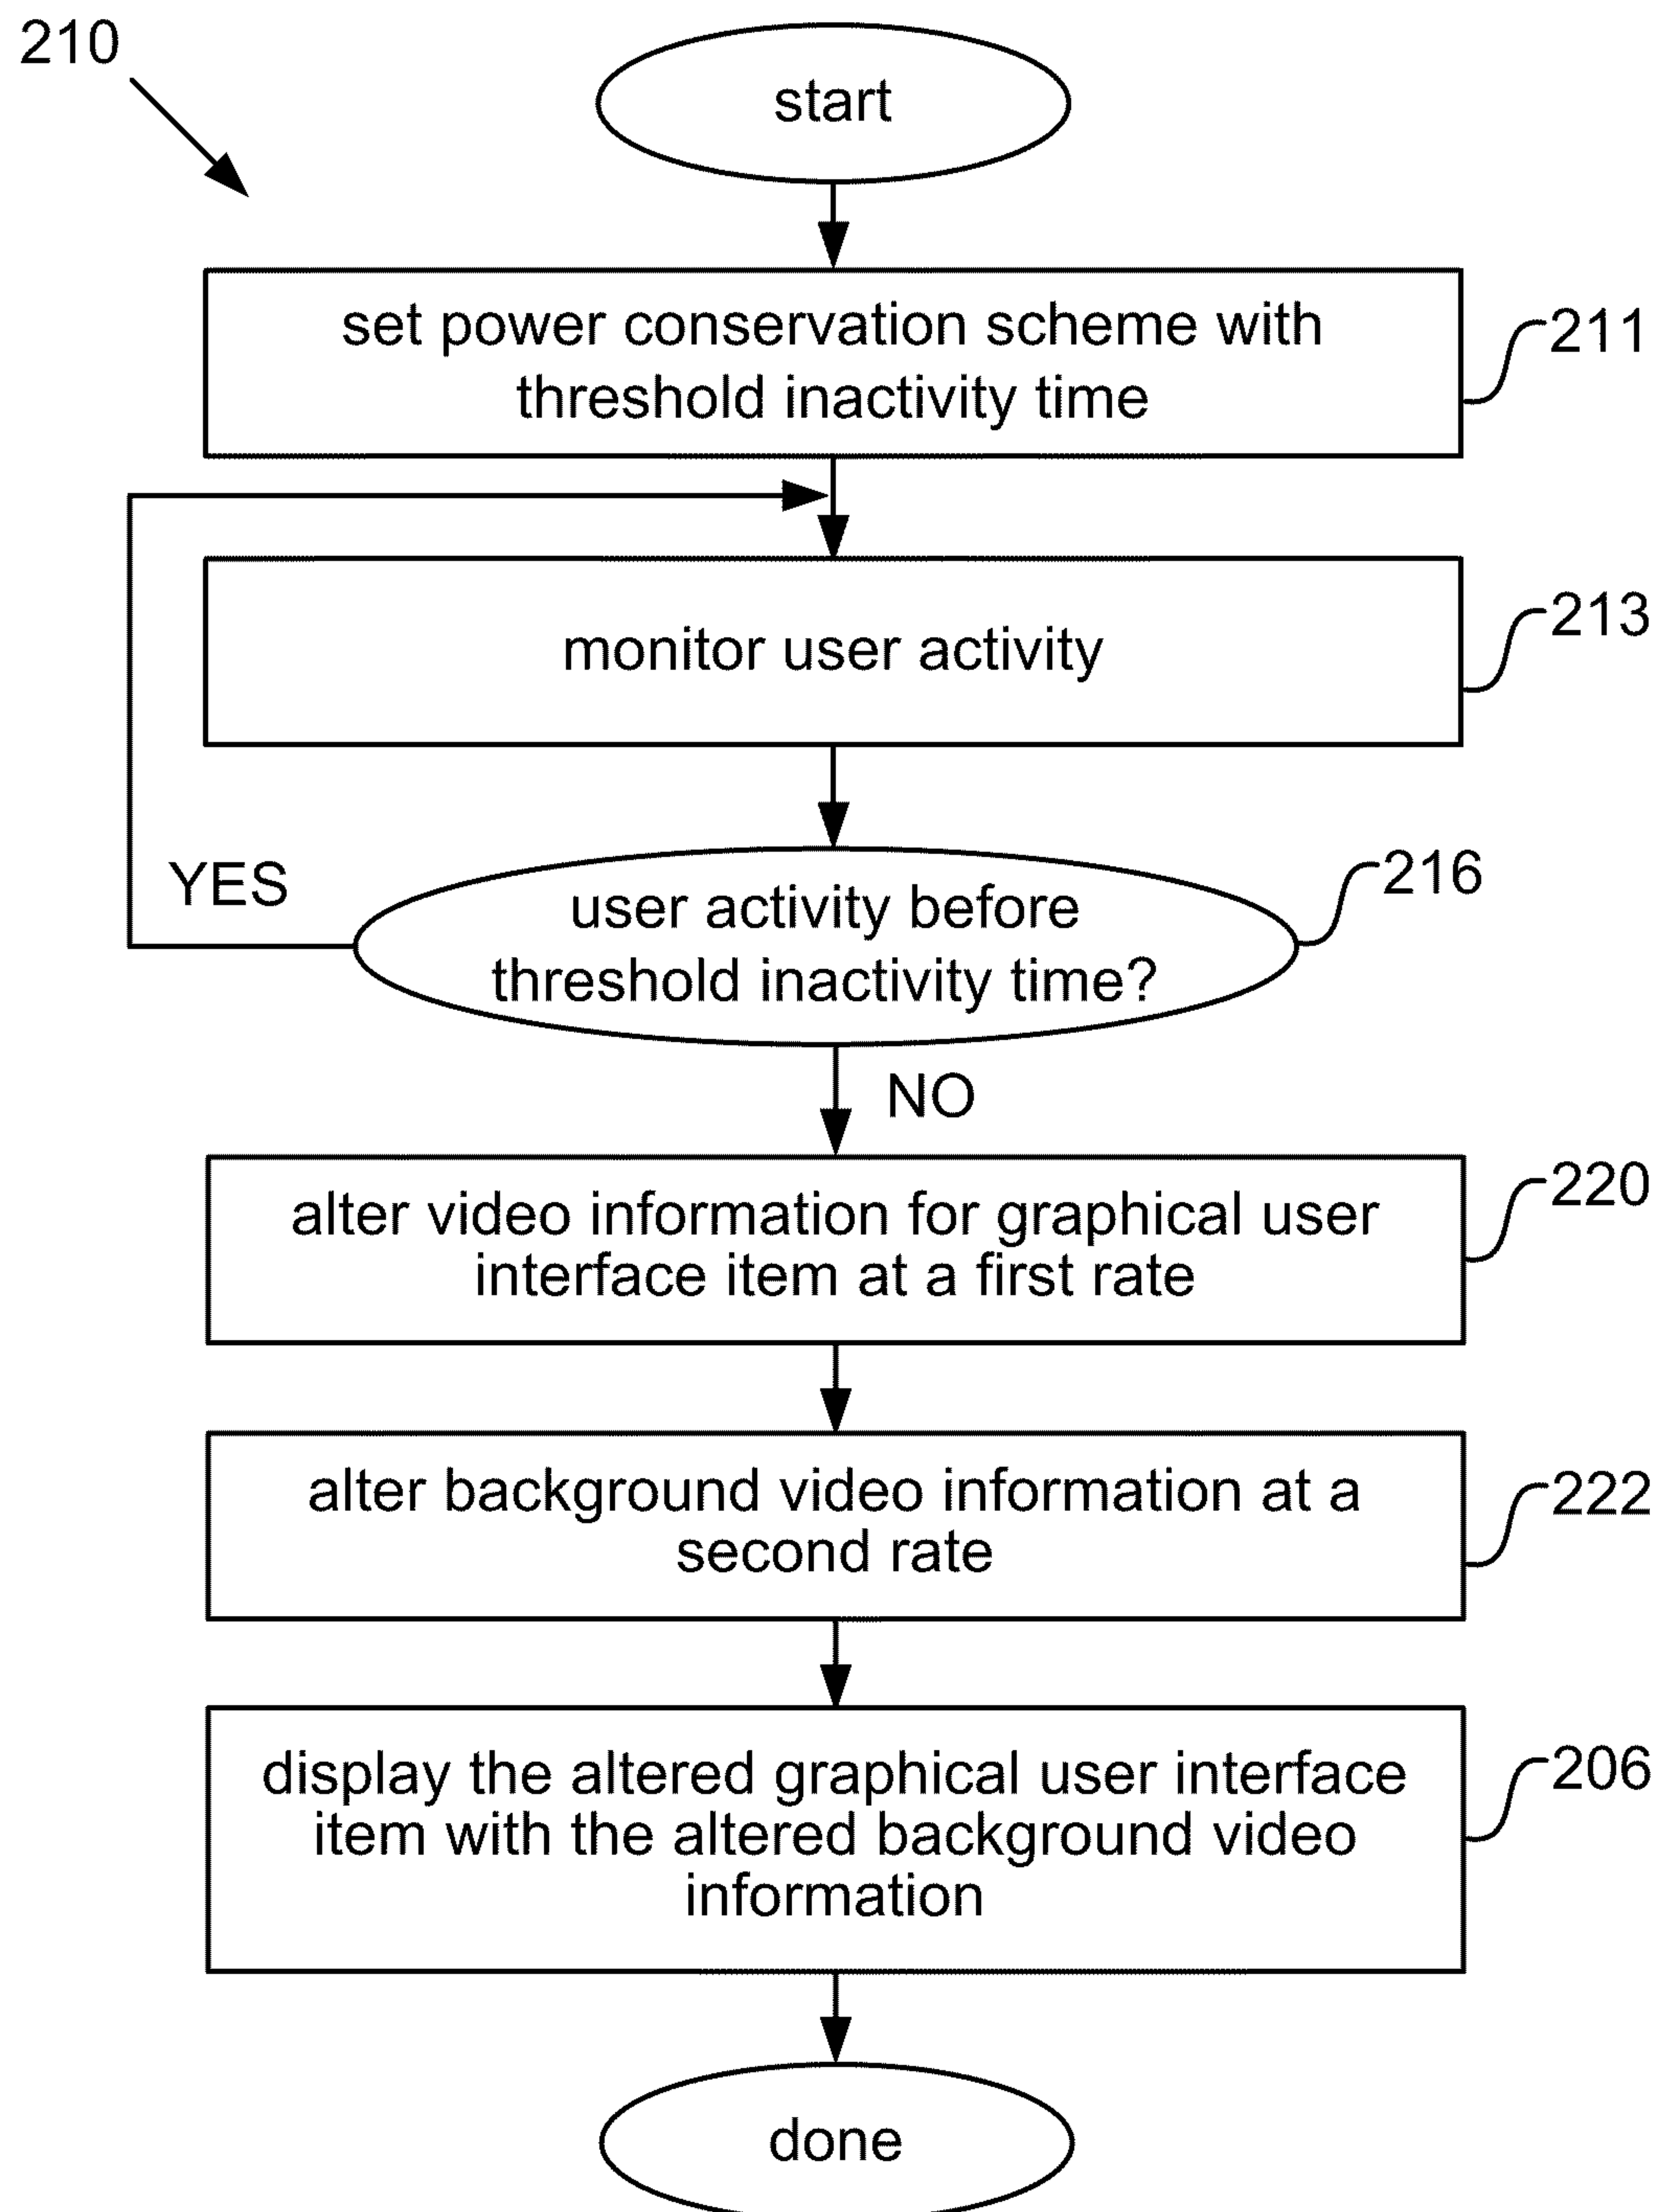 210
start
set power conservation scheme with
threshold inactivity time
211
monitor user activity
213
YES
user activity before
threshold inactivity time?
216
NO
alter video information for graphical user
interface item at a first rate
220
alter background video information at a
second rate
222
display the altered graphical user interface
item with the altered background video
information
206
done